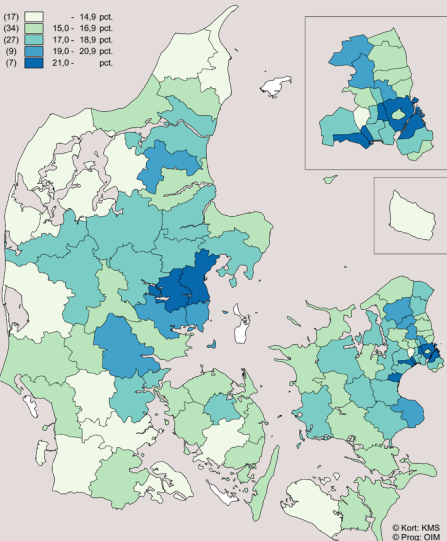 (17) - 14,9 pct.
(34) 15,0 - 16,9 pct.
(27) 17,0 - 18,9 pct.
(9) 19,0 - 20,9 pct.
(7) 21,0 - pct.
© Kort: KMS
© Prog: OIM